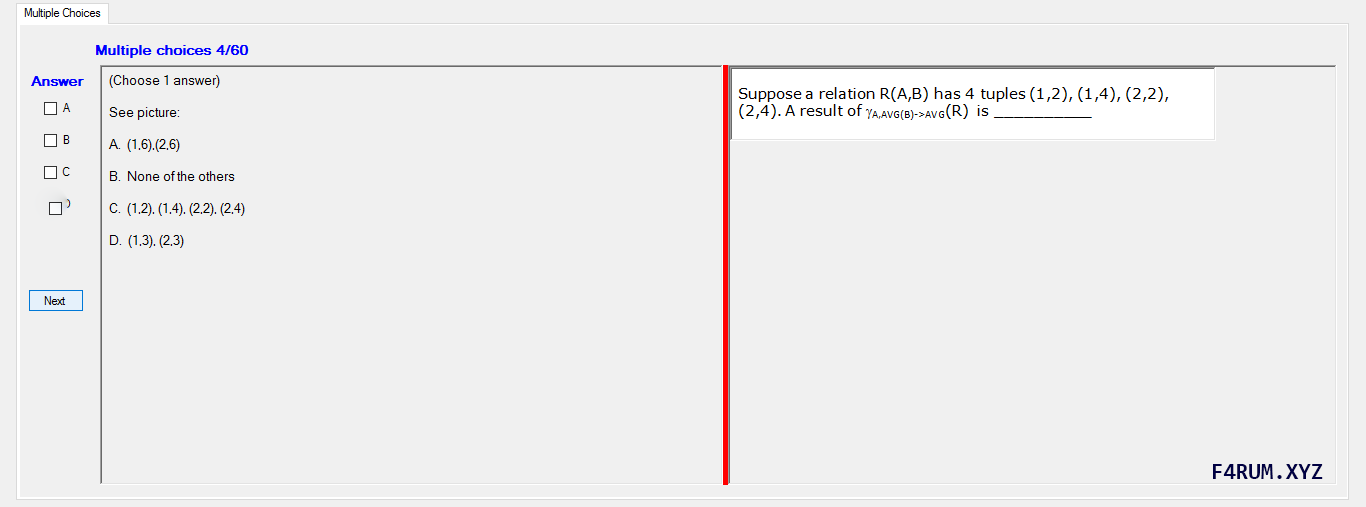 Multiple Choices
Multiple choices 4/60
Answer
A
B
C
Next
(Choose 1 answer)
See picture:
A. (1,6),(2,6)
B. None of the others
C. (1,2), (1,4), (2,2), (2,4)
D. (1,3), (2,3)
Suppose a relation R(A,B) has 4 tuples (1,2), (1,4), (2,2),
(2,4). A result of γA,AVG(B)->AVG(R) is __________
F4RUM.XYZ